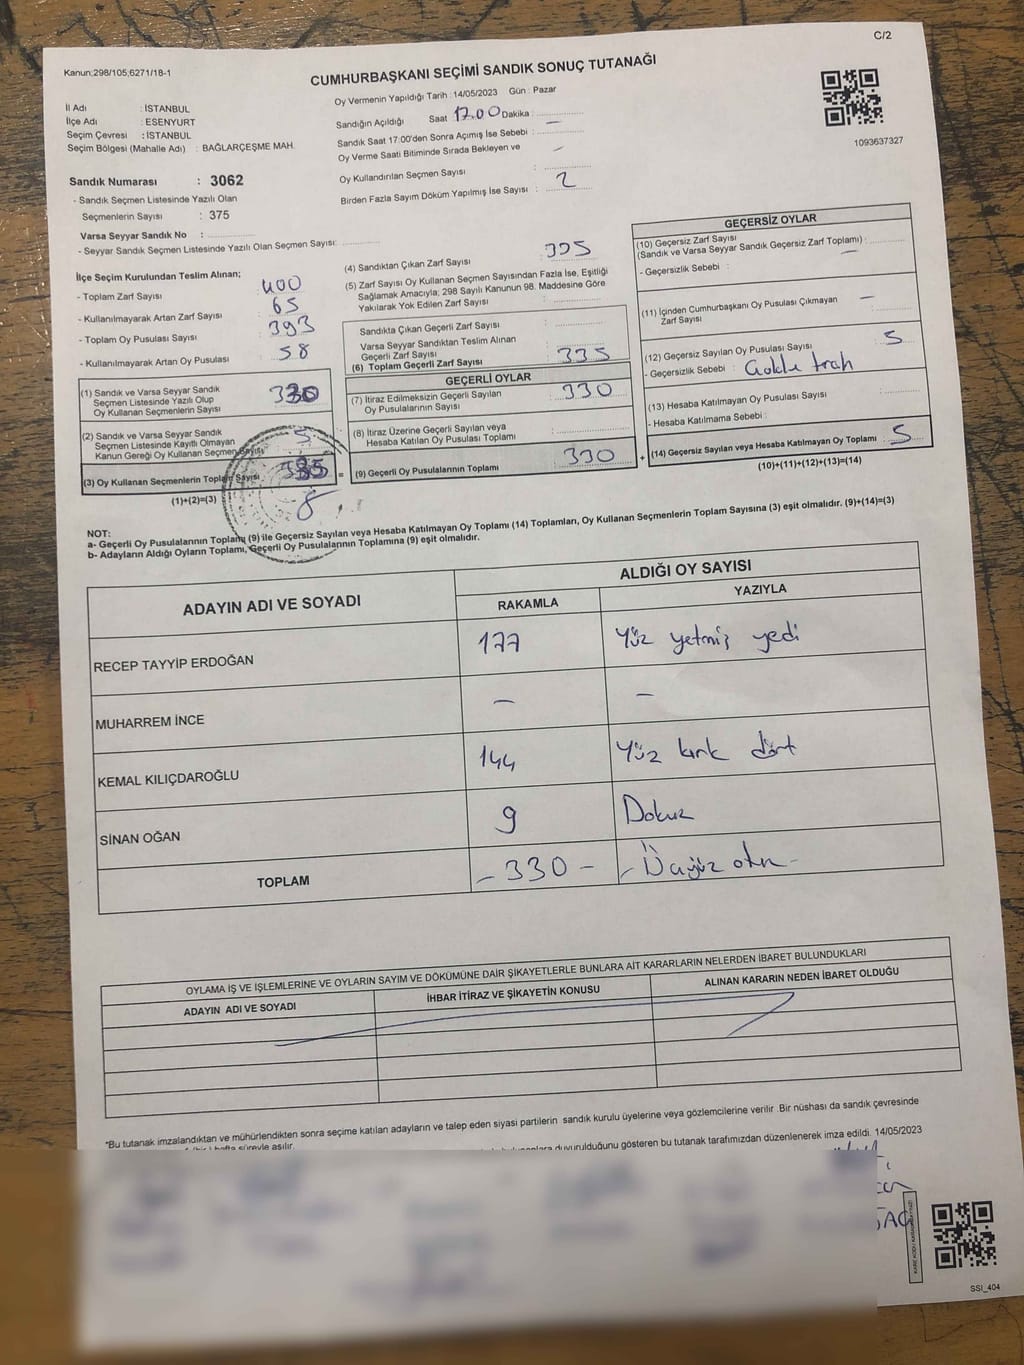 C/2
Kanun:298/105;6271/18-1
CUMHURBAŞKANI SEÇİMİ SANDIK SONUÇ TUTANAĞI
Oy Vermenin Yapıldığı Tarih : 14/05/2023 Gün : Pazar
İl Adı : İSTANBUL
İlçe Adı : ESENYURT
Seçim Çevresi : İSTANBUL
Seçim Bölgesi (Mahalle Adı) : BAĞLARÇEŞME MAH.
Sandığın Açıldığı Saat 17.00 Dakika :
Sandık Saat 17:00'den Sonra Açımış İse Sebebi : —
Oy Verme Saati Bitiminde Sırada Bekleyen ve
Oy Kullandırılan Seçmen Sayısı : —
Birden Fazla Sayım Döküm Yapılmış İse Sayısı : 2
1093637327
Sandık Numarası : 3062
- Sandık Seçmen Listesinde Yazılı Olan
Seçmenlerin Sayısı : 375
Varsa Seyyar Sandık No :
- Seyyar Sandık Seçmen Listesinde Yazılı Olan Seçmen Sayısı:
İlçe Seçim Kurulundan Teslim Alınan;
- Toplam Zarf Sayısı : 400
- Kullanılmayarak Artan Zarf Sayısı : 65
- Toplam Oy Pusulası Sayısı : 393
- Kullanılmayarak Artan Oy Pusulası : 58
(1) Sandık ve Varsa Seyyar Sandık
Seçmen Listesinde Yazılı Olup
Oy Kullanan Seçmenlerin Sayısı 330
(2) Sandık ve Varsa Seyyar Sandık
Seçmen Listesinde Kayıtlı Olmayan
Kanun Gereği Oy Kullanan Seçmen Sayısı 5
(3) Oy Kullanan Seçmenlerin Toplam Sayısı 335
(1)+(2)=(3)
(4) Sandıktan Çıkan Zarf Sayısı : 335
(5) Zarf Sayısı Oy Kullanan Seçmen Sayısından Fazla İse, Eşitliği
Sağlamak Amacıyla; 298 Sayılı Kanunun 98. Maddesine Göre
Yakılarak Yok Edilen Zarf Sayısı :
Sandıkta Çıkan Geçerli Zarf Sayısı :
Varsa Seyyar Sandıktan Teslim Alınan
Geçerli Zarf Sayısı :
(6) Toplam Geçerli Zarf Sayısı : 335
GEÇERLİ OYLAR
(7) İtiraz Edilmeksizin Geçerli Sayılan
Oy Pusulalarının Sayısı : 330
(8) İtiraz Üzerine Geçerli Sayılan veya
Hesaba Katılan Oy Pusulası Toplamı :
= (9) Geçerli Oy Pusulalarının Toplamı : 330 +
GEÇERSİZ OYLAR
(10) Geçersiz Zarf Sayısı
(Sandık ve Varsa Seyyar Sandık Geçersiz Zarf Toplamı) :
- Geçersizlik Sebebi : —
(11) İçinden Cumhurbaşkanı Oy Pusulası Çıkmayan
Zarf Sayısı —
(12) Geçersiz Sayılan Oy Pusulası Sayısı : 5
- Geçersizlik Sebebi :
(13) Hesaba Katılmayan Oy Pusulası Sayısı :
- Hesaba Katılmama Sebebi :
(14) Geçersiz Sayılan veya Hesaba Katılmayan Oy Toplamı : 5
(10)+(11)+(12)+(13)=(14)
NOT:
a- Geçerli Oy Pusulalarının Toplamı (9) ile Geçersiz Sayılan veya Hesaba Katılmayan Oy Toplamı (14) Toplamları, Oy Kullanan Seçmenlerin Toplam Sayısına (3) eşit olmalıdır. (9)+(14)=(3)
b- Adayların Aldığı Oyların Toplamı, Geçerli Oy Pusulalarının Toplamına (9) eşit olmalıdır.
ADAYIN ADI VE SOYADI
ALDIĞI OY SAYISI
RAKAMLA YAZIYLA
RECEP TAYYİP ERDOĞAN 177 Yüz yetmiş yedi
MUHARREM İNCE — —
KEMAL KILIÇDAROĞLU 144 Yüz kırk dört
SİNAN OĞAN 9 Dokuz
TOPLAM - 330 - - Üçyüz otuz -
OYLAMA İŞ VE İŞLEMLERİNE VE OYLARIN SAYIM VE DÖKÜMÜNE DAİR ŞİKAYETLERLE BUNLARA AİT KARARLARIN NELERDEN İBARET BULUNDUKLARI
ADAYIN ADI VE SOYADI
İHBAR İTİRAZ VE ŞİKAYETİN KONUSU
ALINAN KARARIN NEDEN İBARET OLDUĞU
*Bu tutanak imzalandıktan ve mühürlendikten sonra seçime katılan adayların ve talep eden siyasi partilerin sandık kurulu üyelerine veya gözlemcilerine verilir .Bir nüshası da sandık çevresinde
hafta süreyle asılır.
duyurulduğunu gösteren bu tutanak tarafımızdan düzenlenerek imza edildi. 14/05/2023
SSI_404